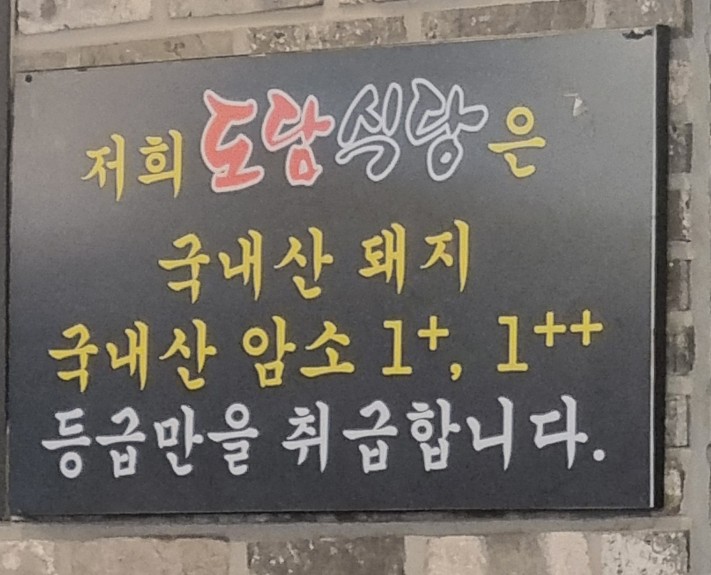 저희 도담식당은
국내산 돼지
국내산 암소 1+, 1++
등급만을 취급합니다.